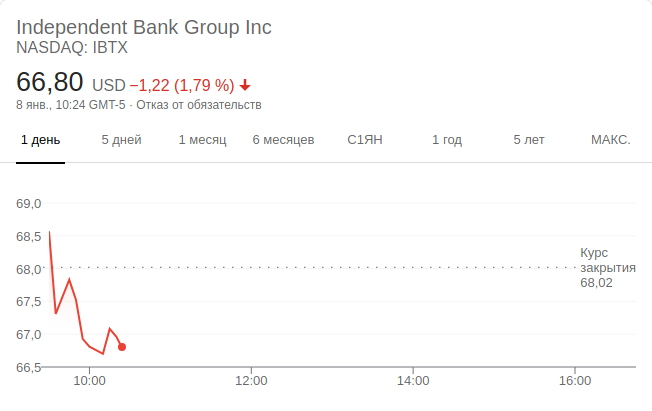 Independent Bank Group Inc
NASDAQ: IBTX
66,80 USD −1,22 (1,79 %)
8 янв., 10:24 GMT-5 · Отказ от обязательств
1 день 5 дней 1 месяц 6 месяцев С1ЯН 1 год 5 лет МАКС.
69,0
68,5
68,0
67,5
67,0
66,5
Курс
закрытия
68,02
10:00 12:00 14:00 16:00